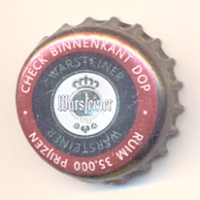 CHECK BINNENKANT DOP
RUIM 35.000 PRIJZEN
WARSTEINER
Warsteiner
WARSTEINER